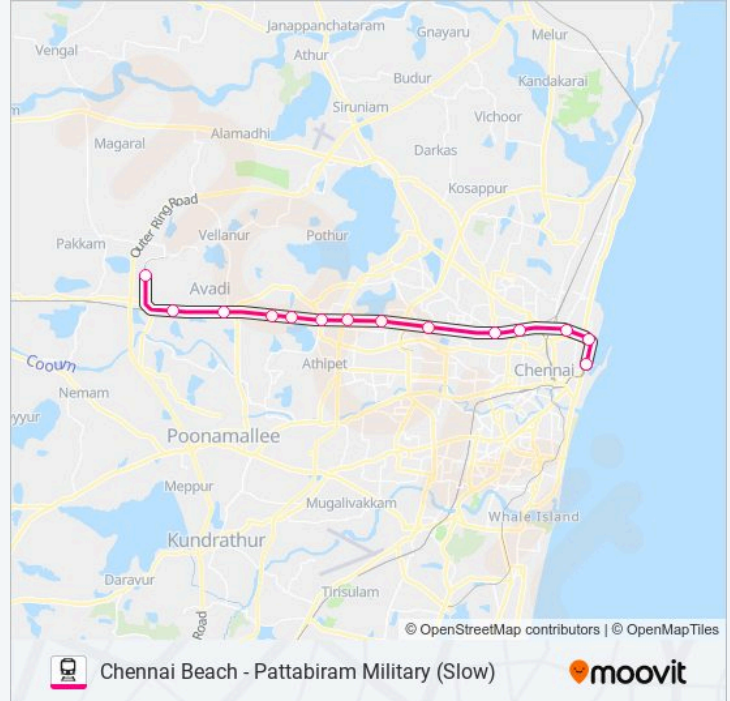 Janappanchataram
Gnayaru
Melur
Vengal
Athur
Budur
Kandakarai
Siruniam
Vichoor
Magaral
Alamadhi
Darkas
Kosappur
Outer Ring Road
Pakkam
Vellanur
Pothur
Avadi
Cooum
Athipet
Chennai
Nemam
Poonamallee
Meppur
Mugalivakkam
Whale Island
Kundrathur
Daravur
Tirisulam
Road
© OpenStreetMap contributors | © OpenMapTiles
Chennai Beach - Pattabiram Military (Slow)
moovit